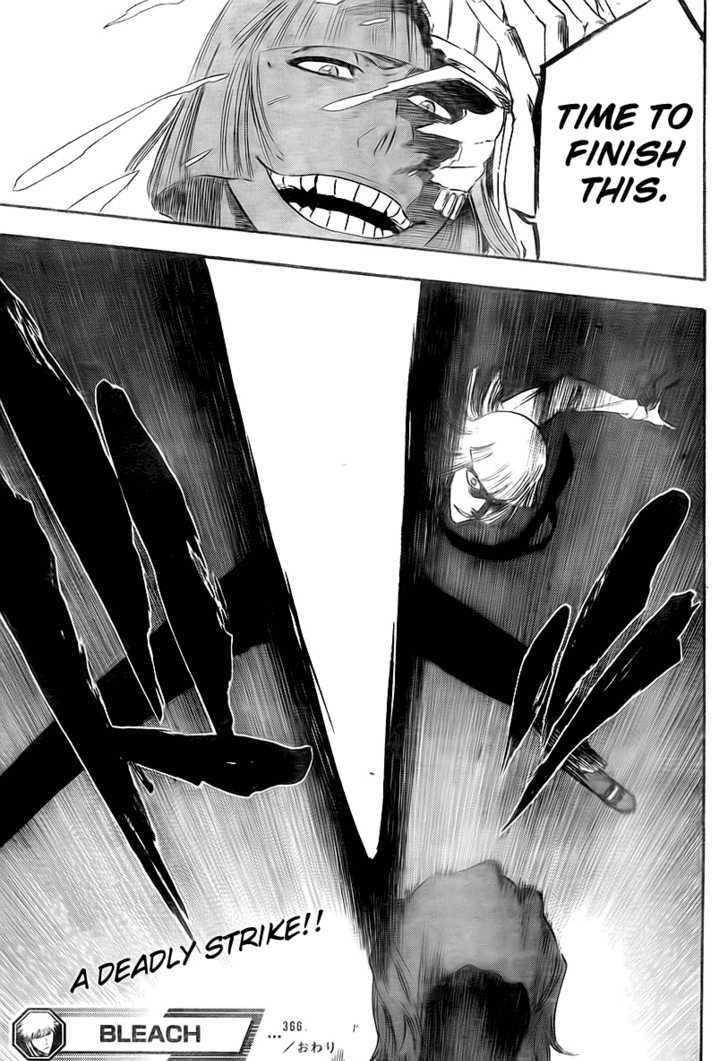 TIME TO
FINISH
THIS.
A DEADLY STRIKE!!
BLEACH
... 366.
/おわり